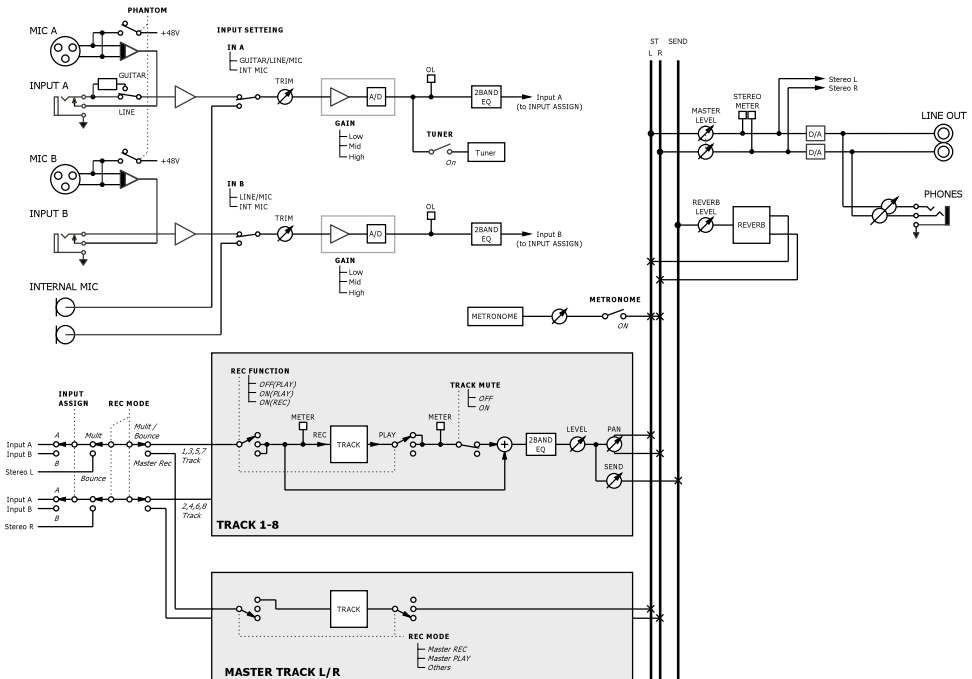 PHANTOM
MIC A
+48V
INPUT SETTEING
IN A
GUITAR/LINE/MIC
INT MIC
INPUT A
GUITAR
LINE
TRIM
A/D
GAIN
Low
Mid
High
OL
2BAND
EQ
Input A
(to INPUT ASSIGN)
TUNER
On
Tuner
MIC B
+48V
IN B
LINE/MIC
INT MIC
INPUT B
TRIM
A/D
GAIN
Low
Mid
High
OL
2BAND
EQ
Input B
(to INPUT ASSIGN)
INTERNAL MIC
METRONOME
METRONOME
ON
ST
SEND
L
R
MASTER
LEVEL
STEREO
METER
Stereo L
Stereo R
D/A
D/A
LINE OUT
PHONES
REVERB
LEVEL
REVERB
INPUT
ASSIGN
REC MODE
Mult /
Bounce
A
Mult
Input A
Input B
B
Master Rec
Stereo L
Bounce
1,3,5,7
Track
A
Input A
Input B
B
Stereo R
2,4,6,8
Track
REC FUNCTION
OFF(PLAY)
ON(PLAY)
ON(REC)
METER
REC
TRACK
PLAY
METER
TRACK MUTE
OFF
ON
2BAND
EQ
LEVEL
PAN
SEND
TRACK 1-8
TRACK
REC MODE
Master REC
Master PLAY
Others
MASTER TRACK L/R